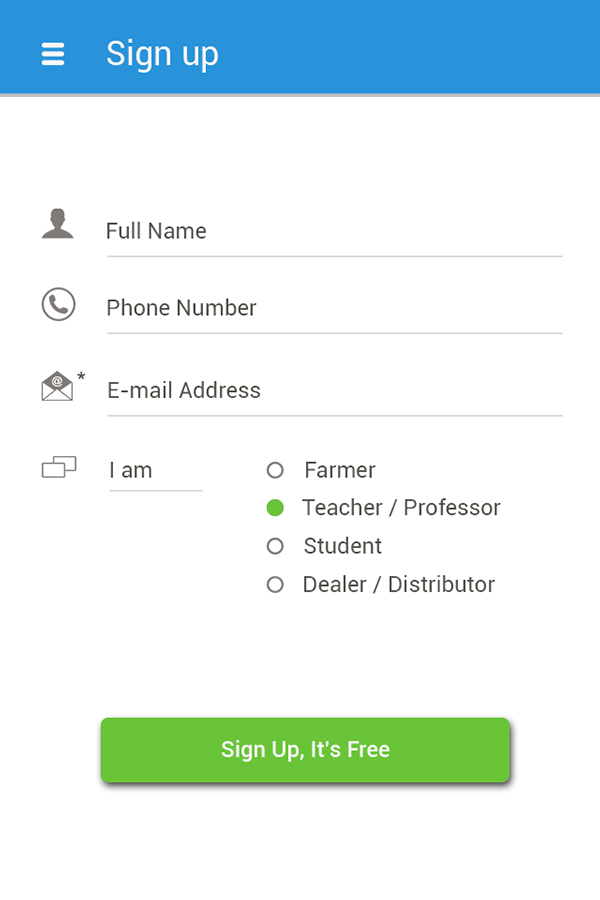 Sign up
Full Name
Phone Number
@ *
E-mail Address
I am
Farmer
Teacher / Professor
Student
Dealer / Distributor
Sign Up, It's Free